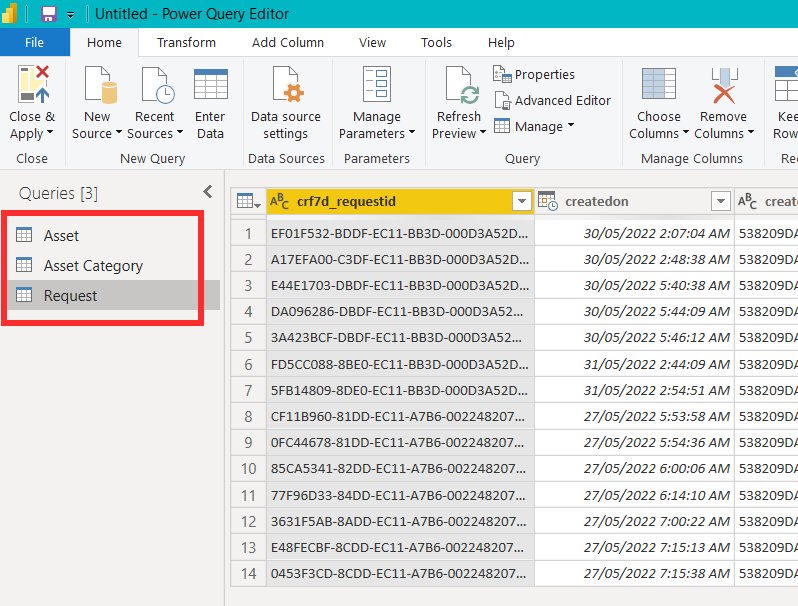 Untitled - Power Query Editor
File Home Transform Add Column View Tools Help
Close & Apply
New Source
Recent Sources
Enter Data
Data source settings
Manage Parameters
Refresh Preview
Properties
Advanced Editor
Manage
Choose Columns
Remove Columns
Close New Query Data Sources Parameters Query Manage Columns
Queries [3]
Asset
Asset Category
Request
ABC crf7d_requestid createdon ABC
1 EF01F532-BDDF-EC11-BB3D-000D3A52D... 30/05/2022 2:07:04 AM 538209DA
2 A17EFA00-C3DF-EC11-BB3D-000D3A52D... 30/05/2022 2:48:38 AM 538209DA
3 E44E1703-DBDF-EC11-BB3D-000D3A52D... 30/05/2022 5:40:38 AM 538209DA
4 DA096286-DBDF-EC11-BB3D-000D3A52D... 30/05/2022 5:44:09 AM 538209DA
5 3A423BCF-DBDF-EC11-BB3D-000D3A52... 30/05/2022 5:46:12 AM 538209DA
6 FD5CC088-8BE0-EC11-BB3D-000D3A52D... 31/05/2022 2:44:09 AM 538209DA
7 5FB14809-8DE0-EC11-BB3D-000D3A52D... 31/05/2022 2:54:51 AM 538209DA
8 CF11B960-81DD-EC11-A7B6-002248207... 27/05/2022 5:53:58 AM 538209DA
9 0FC44678-81DD-EC11-A7B6-002248207... 27/05/2022 5:54:36 AM 538209DA
10 85CA5341-82DD-EC11-A7B6-002248207... 27/05/2022 6:00:06 AM 538209DA
11 77F96D33-84DD-EC11-A7B6-002248207... 27/05/2022 6:14:10 AM 538209DA
12 3631F5AB-8ADD-EC11-A7B6-002248207... 27/05/2022 7:00:22 AM 538209DA
13 E48FECBF-8CDD-EC11-A7B6-002248207... 27/05/2022 7:15:13 AM 538209DA
14 0453F3CD-8CDD-EC11-A7B6-002248207... 27/05/2022 7:15:38 AM 538209DA